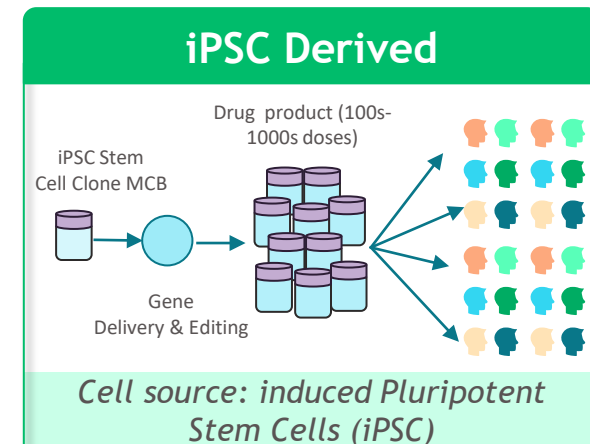 iPSC Derived
Drug product (100s-
1000s doses)
iPSC Stem
Cell Clone MCB
Gene
Delivery & Editing
Cell source: induced Pluripotent
Stem Cells (iPSC)